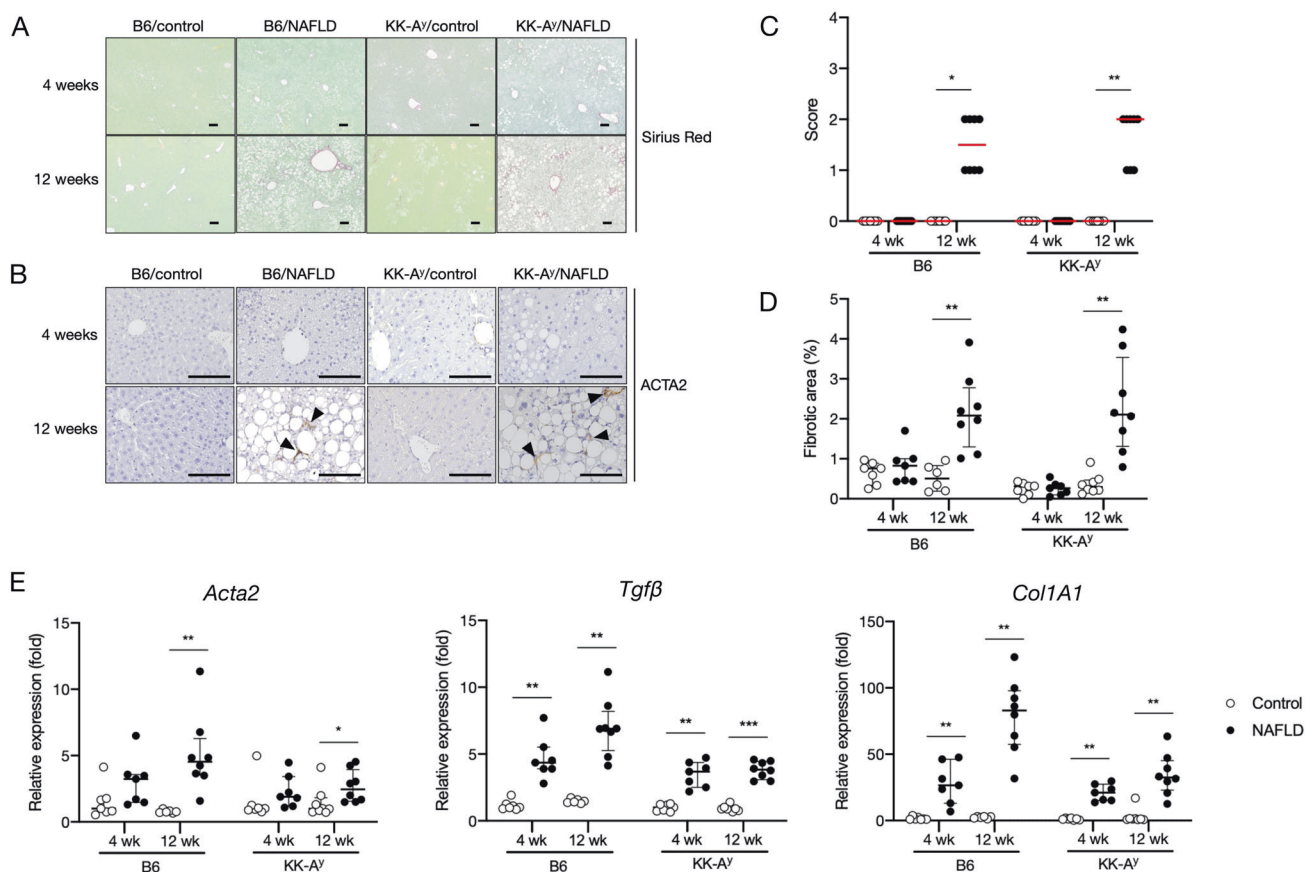 A
B6/control B6/NAFLD KK-Aʸ/control KK-Aʸ/NAFLD
4 weeks
12 weeks
Sirius Red
B
B6/control B6/NAFLD KK-Aʸ/control KK-Aʸ/NAFLD
4 weeks
12 weeks
ACTA2
C
Score
4
3
2
1
0
* **
4 wk 12 wk 4 wk 12 wk
B6 KK-Aʸ
D
Fibrotic area (%)
5
4
3
2
1
0
** **
4 wk 12 wk 4 wk 12 wk
B6 KK-Aʸ
E
Acta2
Relative expression (fold)
15
10
5
0
** *
4 wk 12 wk 4 wk 12 wk
B6 KK-Aʸ
Tgfβ
Relative expression (fold)
15
10
5
0
** ** ** ***
4 wk 12 wk 4 wk 12 wk
B6 KK-Aʸ
Col1A1
Relative expression (fold)
150
100
50
0
** ** ** **
4 wk 12 wk 4 wk 12 wk
B6 KK-Aʸ
Control
NAFLD